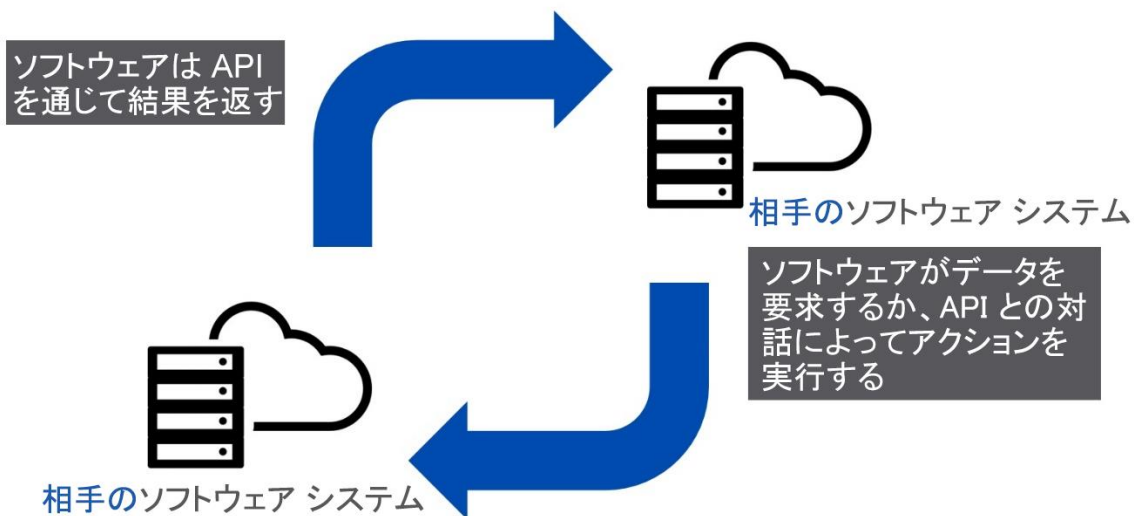 ソフトウェアは API
を通じて結果を返す
相手のソフトウェア システム
ソフトウェアがデータを
要求するか、API との対
話によってアクションを
実行する
相手のソフトウェア システム